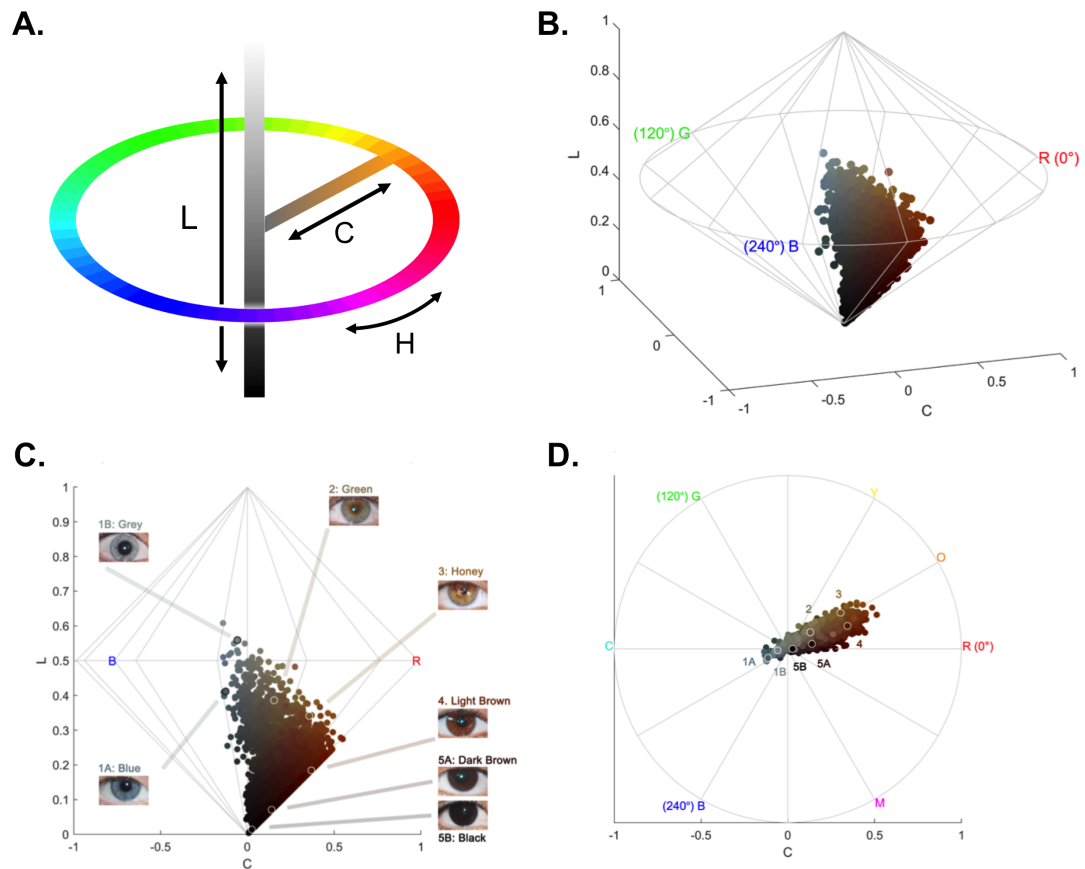 A.
L
C
H
B.
1
0.8
0.6
0.4
0.2
0
L
(120°) G
R (0°)
(240°) B
1
0
-1
-1
-0.5
0
0.5
1
C
C.
1
0.9
0.8
0.7
0.6
0.5
0.4
0.3
0.2
0.1
0
L
1B: Grey
2: Green
3: Honey
B
R
4. Light Brown
5A: Dark Brown
1A: Blue
5B: Black
-1
-0.5
0
0.5
1
C
D.
(120°) G
Y
O
C
R (0°)
2
3
4
1A
1B
5B
5A
(240°) B
M
-1
-0.5
0
0.5
1
C